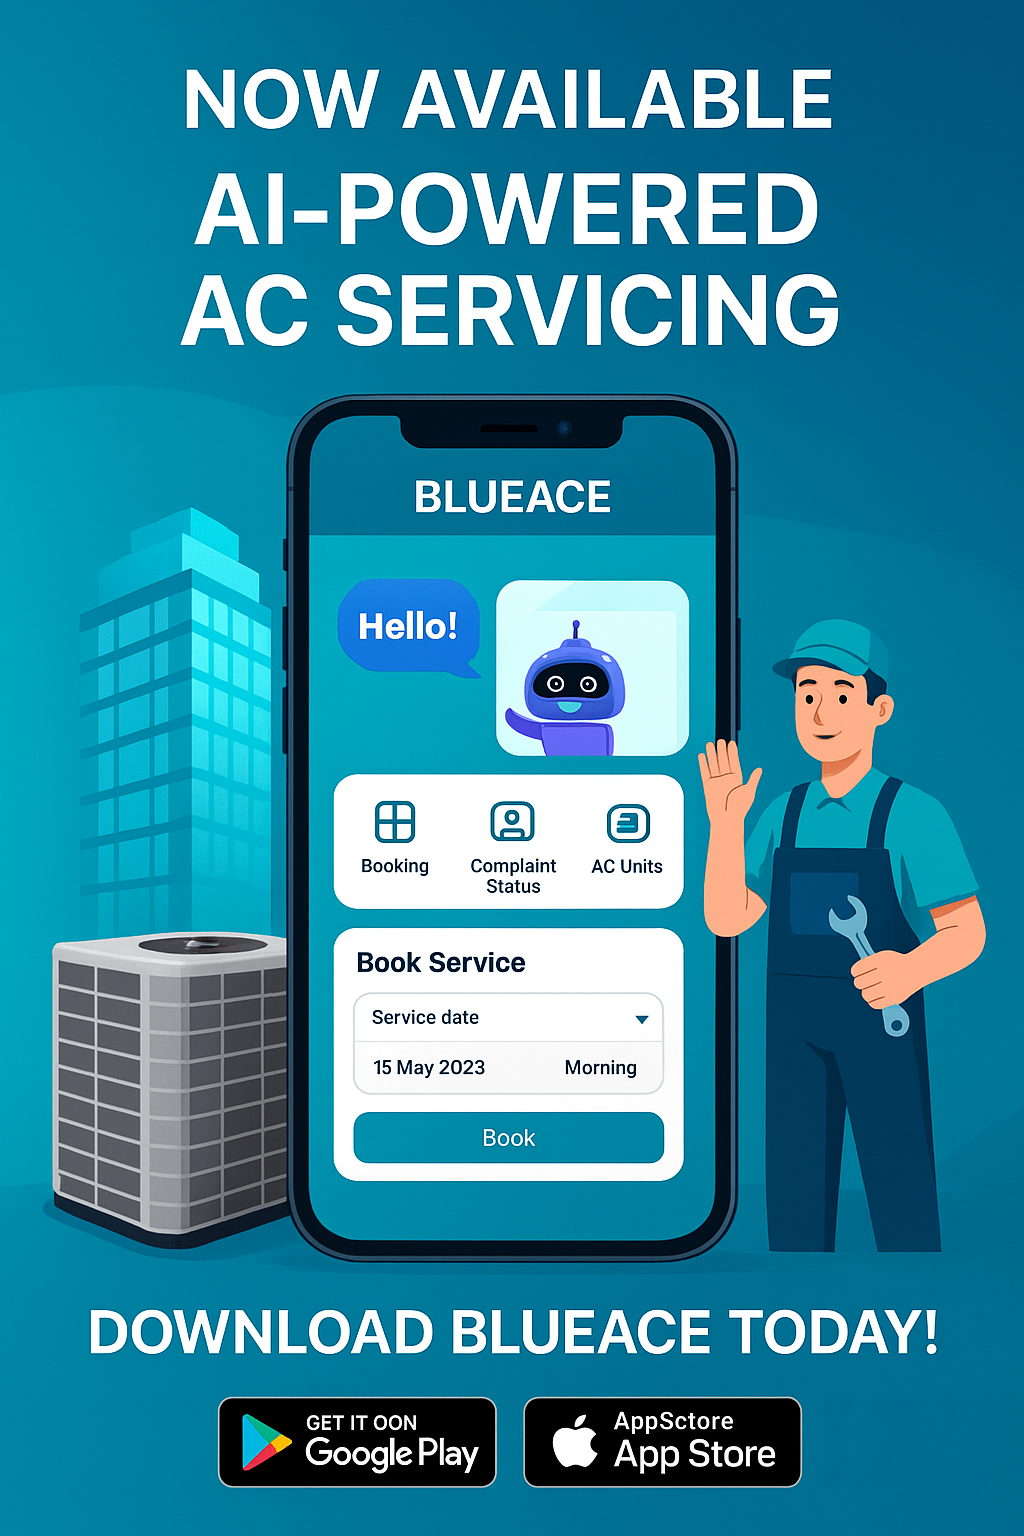 NOW AVAILABLE
AI-POWERED
AC SERVICING
BLUEACE
Hello!
Booking
Complaint
Status
AC Units
Book Service
Service date
15 May 2023 Morning
Book
DOWNLOAD BLUEACE TODAY!
GET IT OON
Google Play
AppSctore
App Store